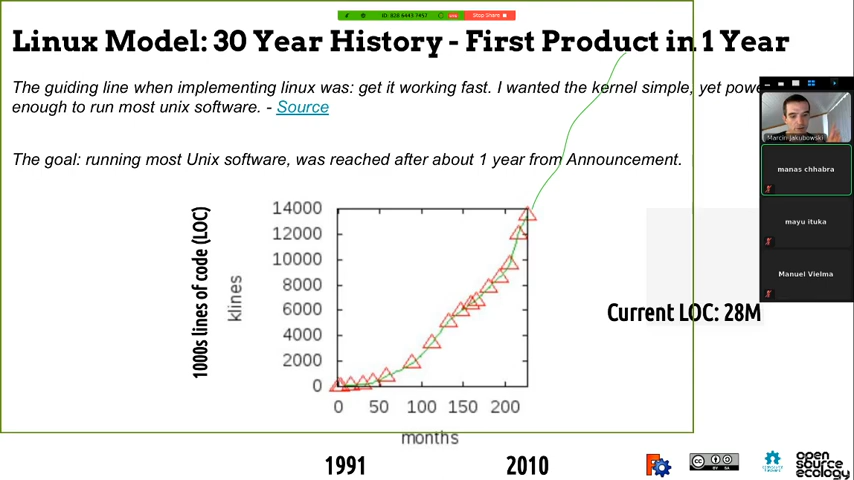 ID: 828 6443 7457
Stop Share
Linux Model: 30 Year History - First Product in 1 Year
The guiding line when implementing linux was: get it working fast. I wanted the kernel simple, yet powe
enough to run most unix software. - Source
The goal: running most Unix software, was reached after about 1 year from Announcement.
Marcin Jakubowski
manas chhabra
mayu ituka
Manuel Vielma
1000s lines of code (LOC)
klines
14000
12000
10000
8000
6000
4000
2000
0
0 50 100 150 200
months
1991 2010
Current LOC: 28M
CC BY SA
open
source
ecology